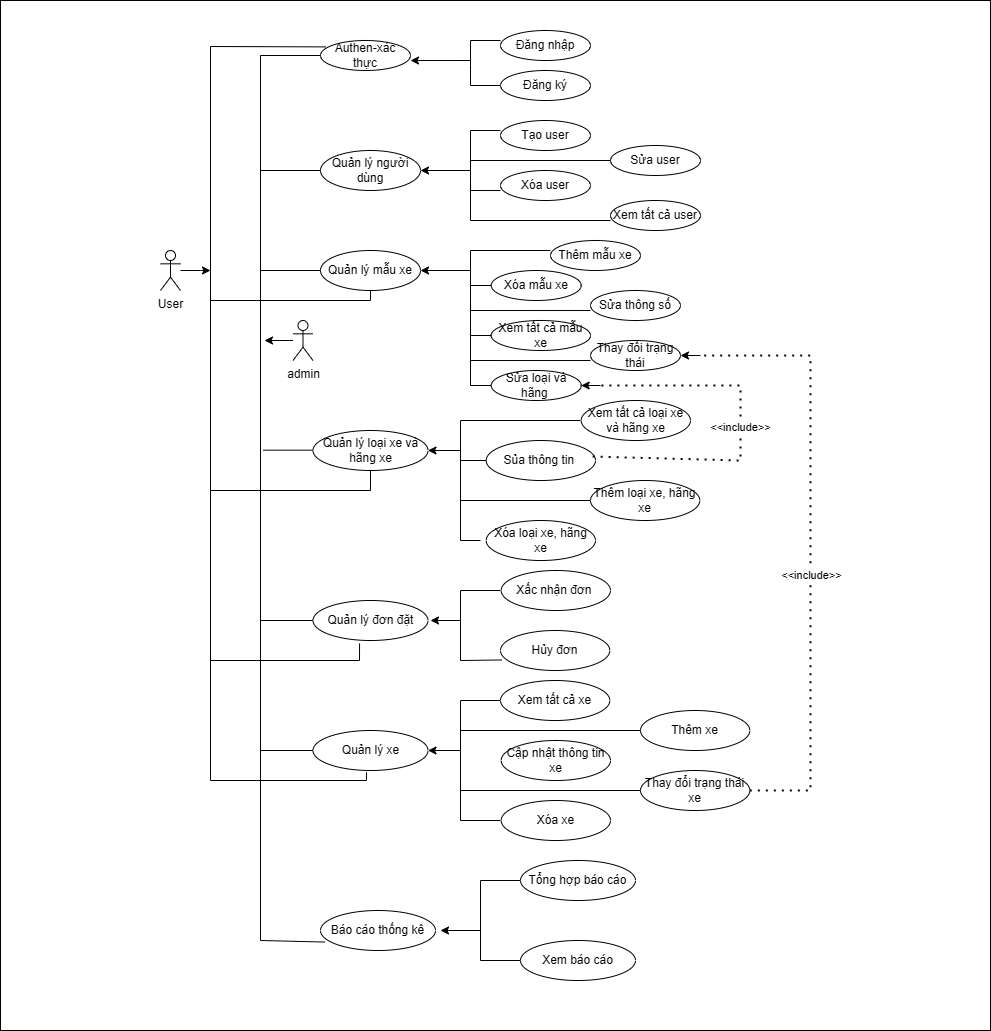 Authen-xác
thực
Đăng nhập
Đăng ký
Tạo user
Quản lý người
dùng
Sửa user
Xóa user
Xem tất cả user
User
Quản lý mẫu xe
Thêm mẫu xe
Xóa mẫu xe
Sửa thông số
Xem tất cả mẫu
xe
admin
Thay đổi trạng
thái
Sửa loại và
hãng
<<include>>
Quản lý loại xe và
hãng xe
Xem tất cả loại xe
và hãng xe
Sủa thông tin
Thêm loại xe, hãng
xe
Xóa loại xe, hãng
xe
<<include>>
Xấc nhận đơn
Quản lý đơn đặt
Hủy đơn
Xem tất cả xe
Quản lý xe
Thêm xe
Cập nhật thông tin
xe
Thay đổi trạng thái
xe
Xóa xe
Tổng hợp báo cáo
Báo cáo thống kê
Xem báo cáo